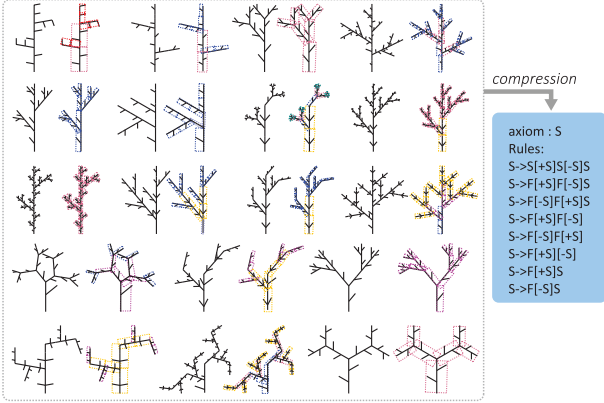 compression
axiom : S
Rules:
S->S[+S]S[-S]S
S->F[+S]F[-S]S
S->F[-S]F[+S]S
S->F[+S]F[-S]
S->F[-S]F[+S]
S->F[+S][-S]
S->F[+S]S
S->F[-S]S